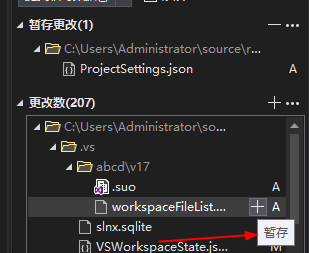 暂存更改(1)
C:\Users\Administrator\source\r...
ProjectSettings.json A
更改数(207)
C:\Users\Administrator\so...
.vs
abcd\v17
.suo A
workspaceFileList.... A
slnx.sqlite
暂存
VSWorkspaceState.js... M